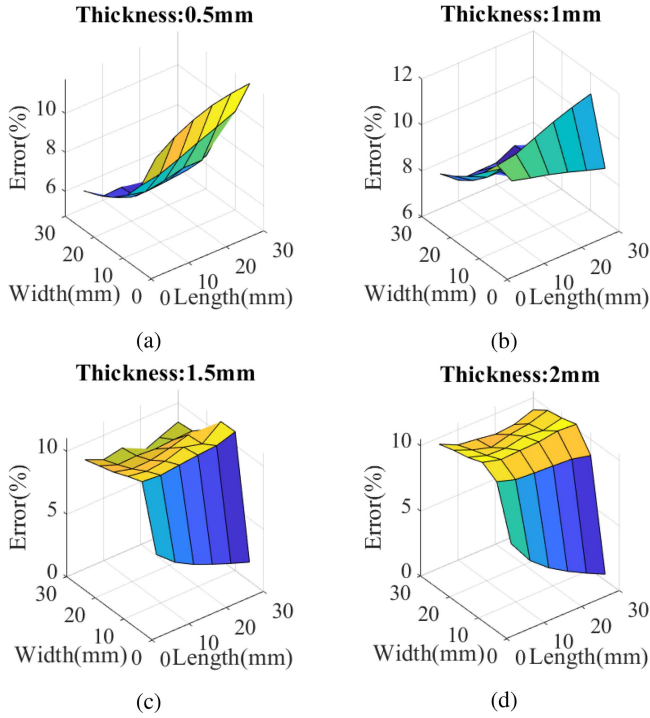 Thickness:0.5mm
Error(%)
10
8
6
30
20
10
0
Width(mm)
0
10
20
30
Length(mm)
(a)
Thickness:1mm
Error(%)
12
10
8
6
30
20
10
0
Width(mm)
0
10
20
30
Length(mm)
(b)
Thickness:1.5mm
Error(%)
10
5
0
30
20
10
0
Width(mm)
0
10
20
30
Length(mm)
(c)
Thickness:2mm
Error(%)
10
5
0
30
20
10
0
Width(mm)
0
10
20
30
Length(mm)
(d)